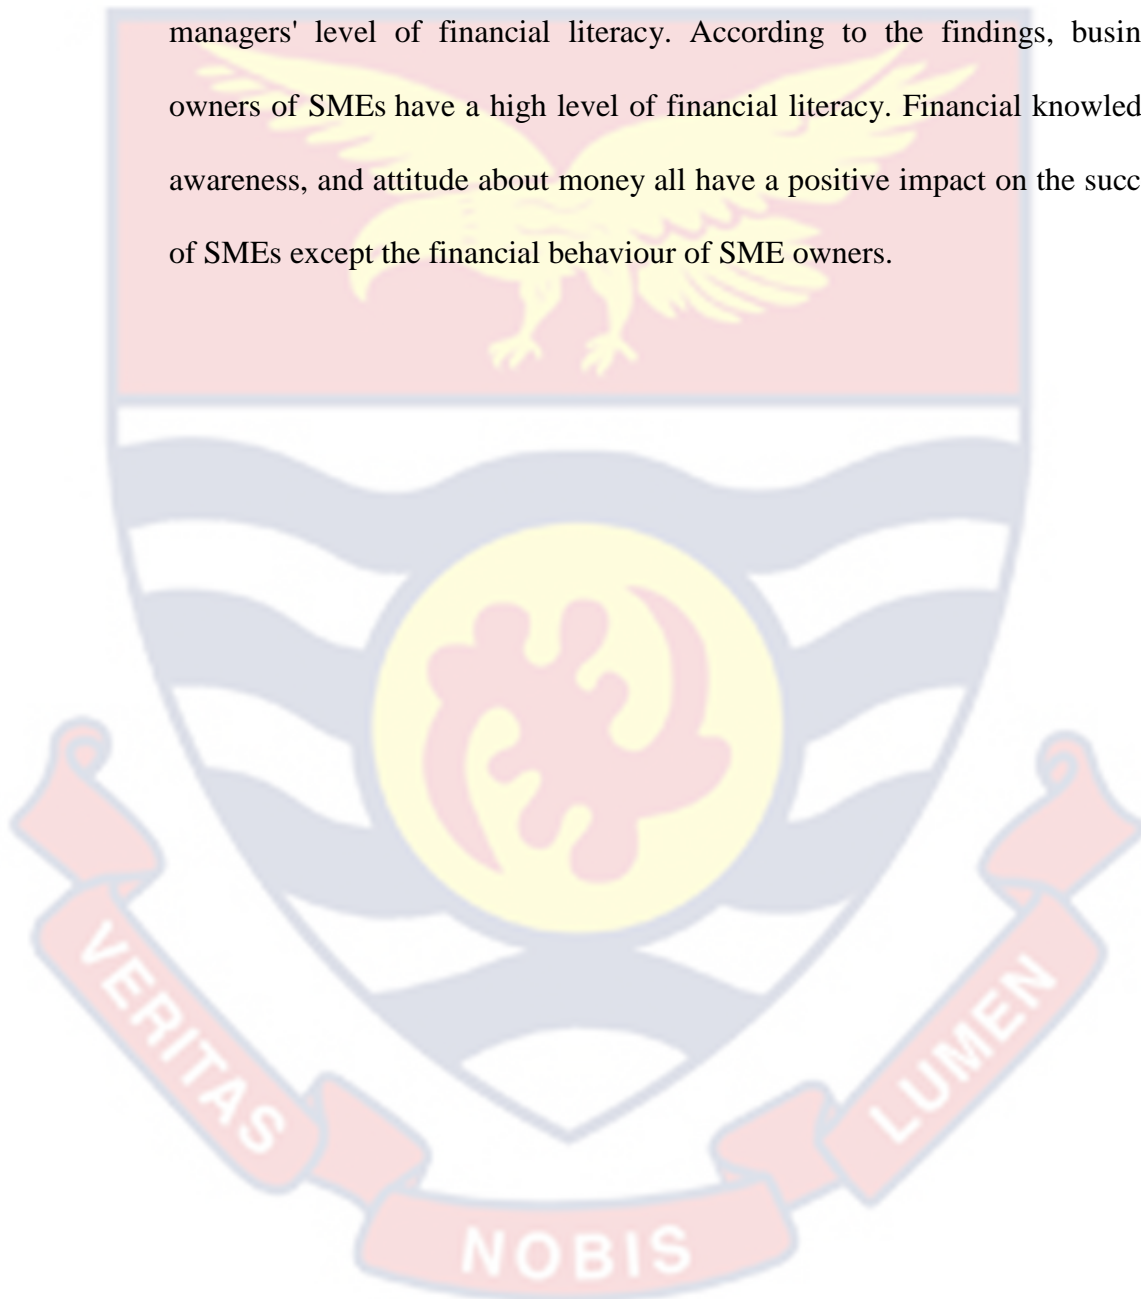 managers' level of financial literacy. According to the findings, busin
owners of SMEs have a high level of financial literacy. Financial knowled
awareness, and attitude about money all have a positive impact on the succ
of SMEs except the financial behaviour of SME owners.
VERITAS
NOBIS
LUMEN